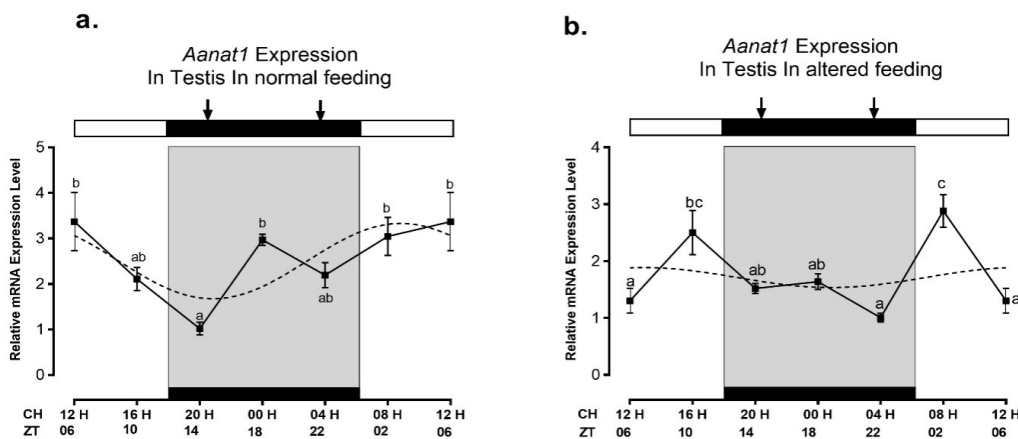 a.
Aanat1 Expression
In Testis In normal feeding
Relative mRNA Expression Level
5
4
3
2
1
0
b
ab
a
b
ab
b
b
CH 12 H 16 H 20 H 00 H 04 H 08 H 12 H
ZT 06 10 14 18 22 02 06
b.
Aanat1 Expression
In Testis In altered feeding
Relative mRNA Expression Level
4
3
2
1
0
a
bc
ab
ab
a
c
a
CH 12 H 16 H 20 H 00 H 04 H 08 H 12 H
ZT 06 10 14 18 22 02 06